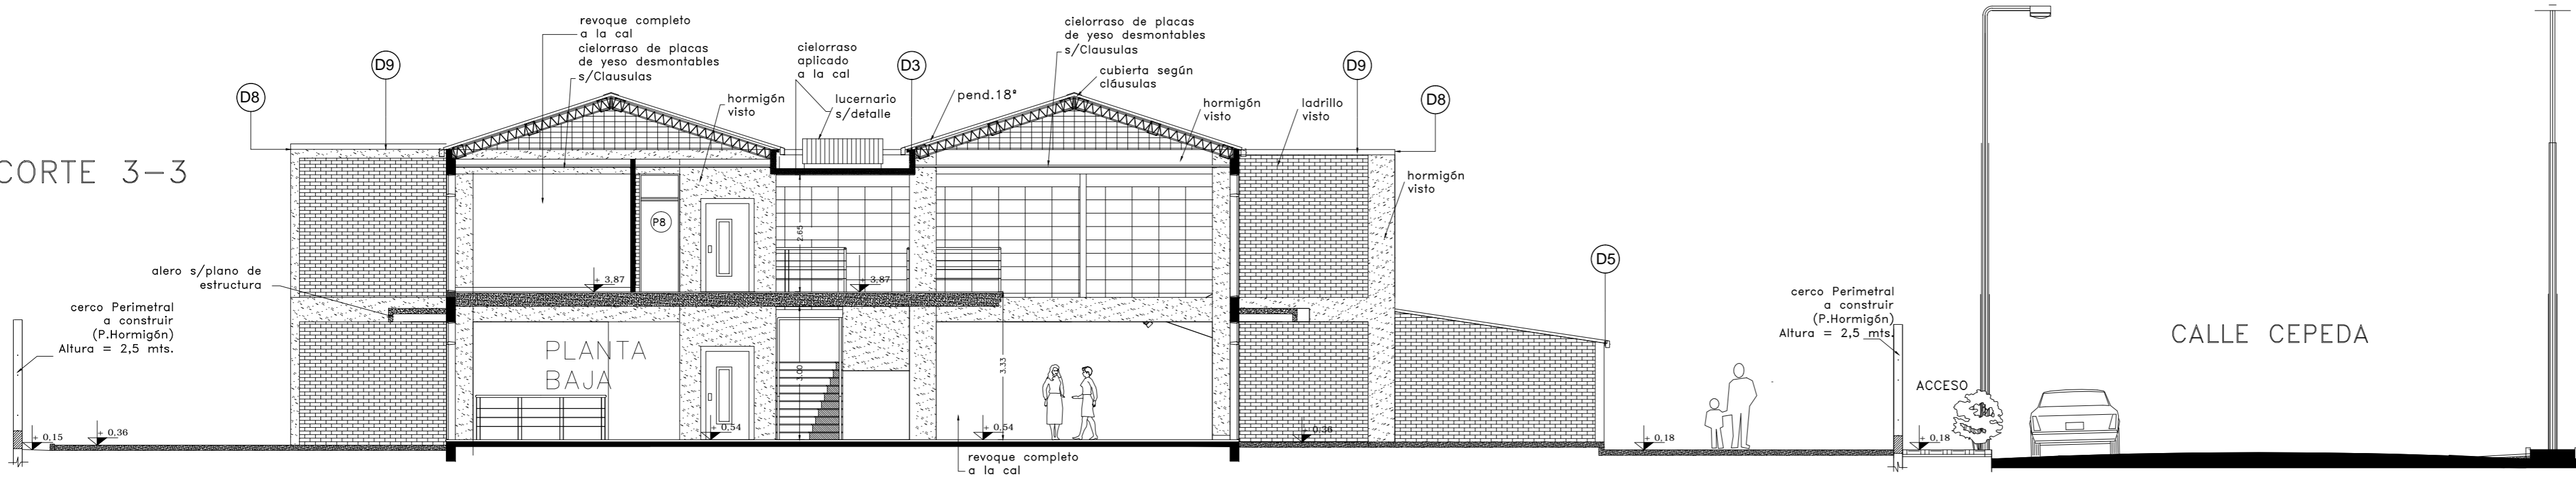 CORTE 3-3
D8
D9
revoque completo
a la cal
cielorraso de placas
de yeso desmontables
s/Clausulas
hormigón
visto
cielorraso
aplicado
a la cal
lucernario
s/detalle
D3
pend.18°
cielorraso de placas
de yeso desmontables
s/Clausulas
cubierta según
cláusulas
hormigón
visto
ladrillo
visto
D9
D8
hormigón
visto
P8
2.65
+ 3,87
+ 3,87
alero s/plano de
estructura
cerco Perimetral
a construir
(P.Hormigón)
Altura = 2,5 mts.
PLANTA
BAJA
3.00
3.33
D5
cerco Perimetral
a construir
(P.Hormigón)
Altura = 2,5 mts.
CALLE CEPEDA
ACCESO
+ 0,15
+ 0,36
+ 0,54
+ 0,54
+ 0,36
+ 0,18
+ 0,18
revoque completo
a la cal